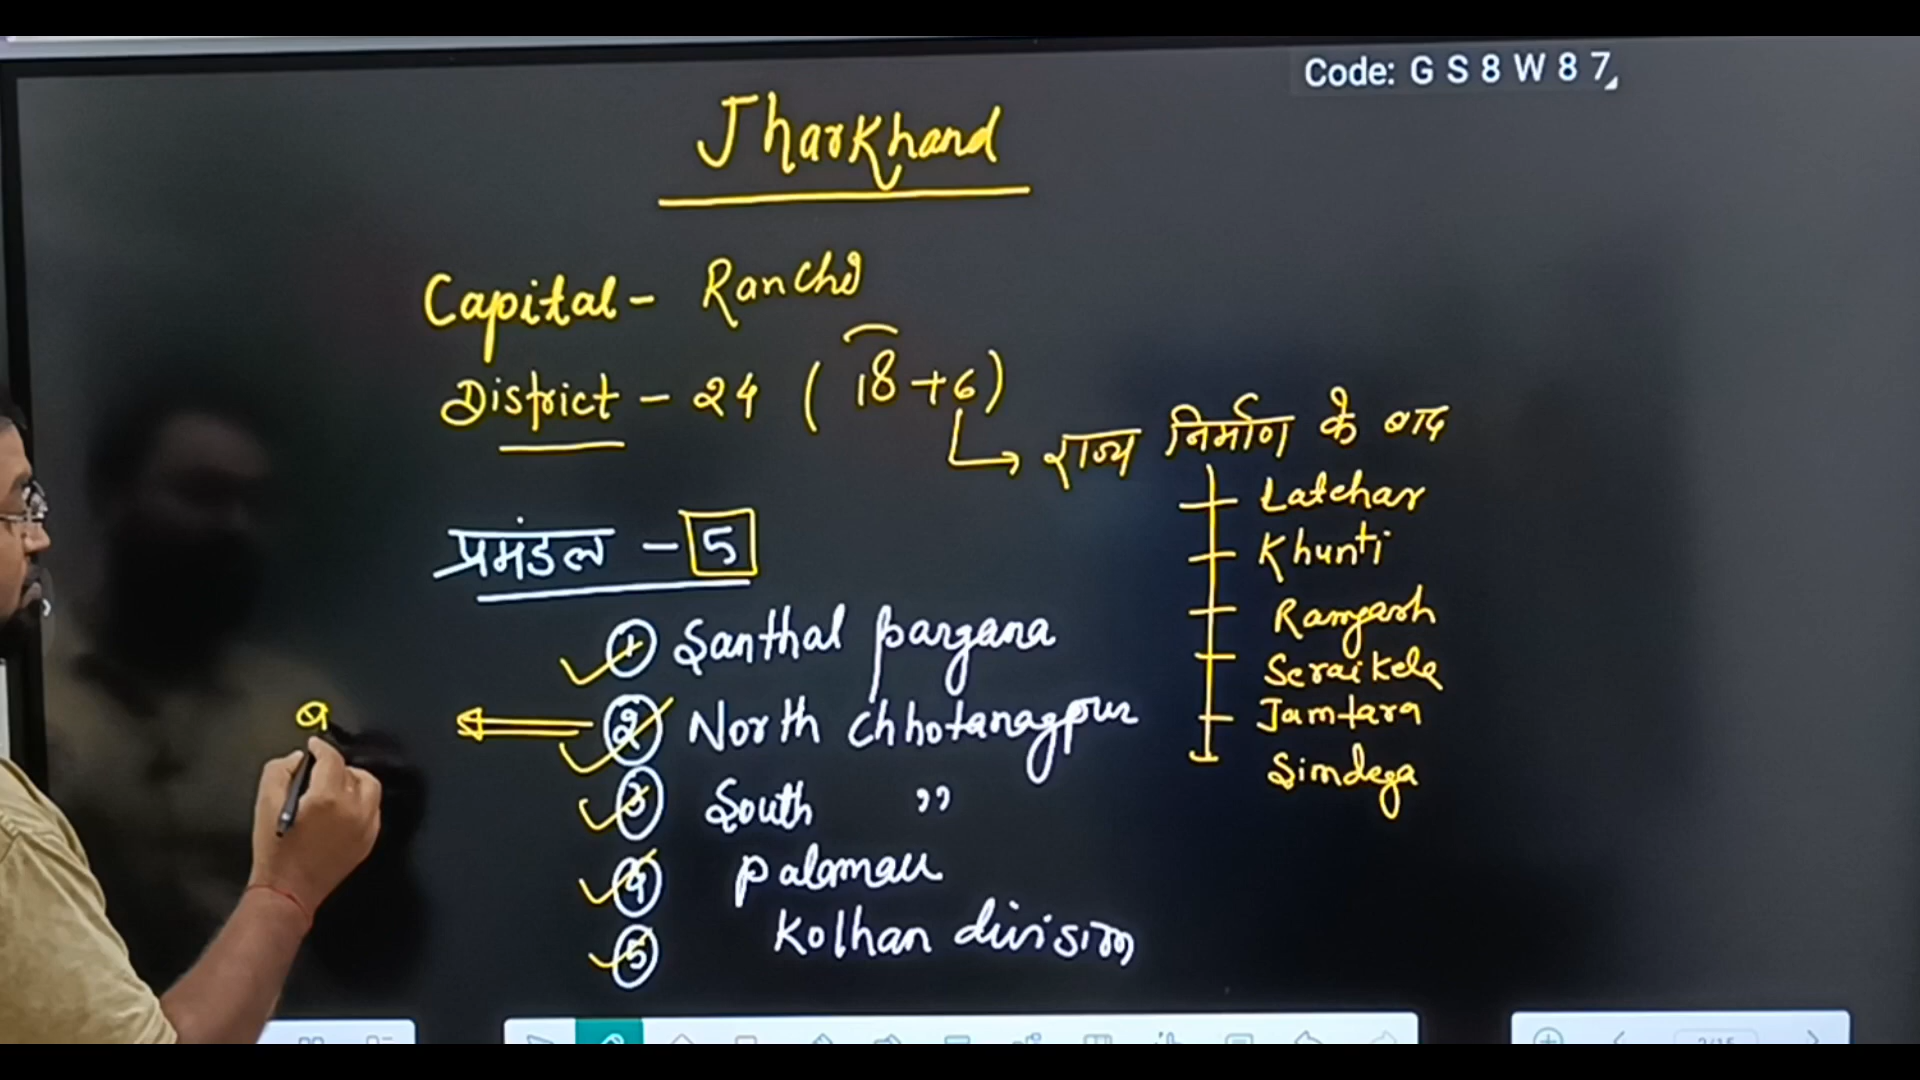 Code: G S 8 W 8 7
Jharkhand
Capital - Ranchi
District - 24 ( 18 + 6 )
राज्य निर्माण के बाद
Latehar
Khunti
Ramgarh
Seraikela
Jamtara
Simdega
प्रमंडल - 5
1 Santhal pargana
2 North chhotanagpur
3 South ”
4 palamau
5 Kolhan division